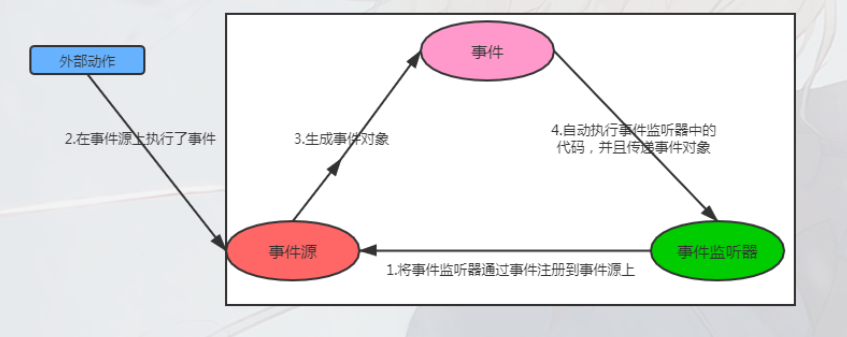 事件
外部动作
2.在事件源上执行了事件
3.生成事件对象
4.自动执行事件监听器中的
代码，并且传递事件对象
事件源
事件监听器
1.将事件监听器通过事件注册到事件源上